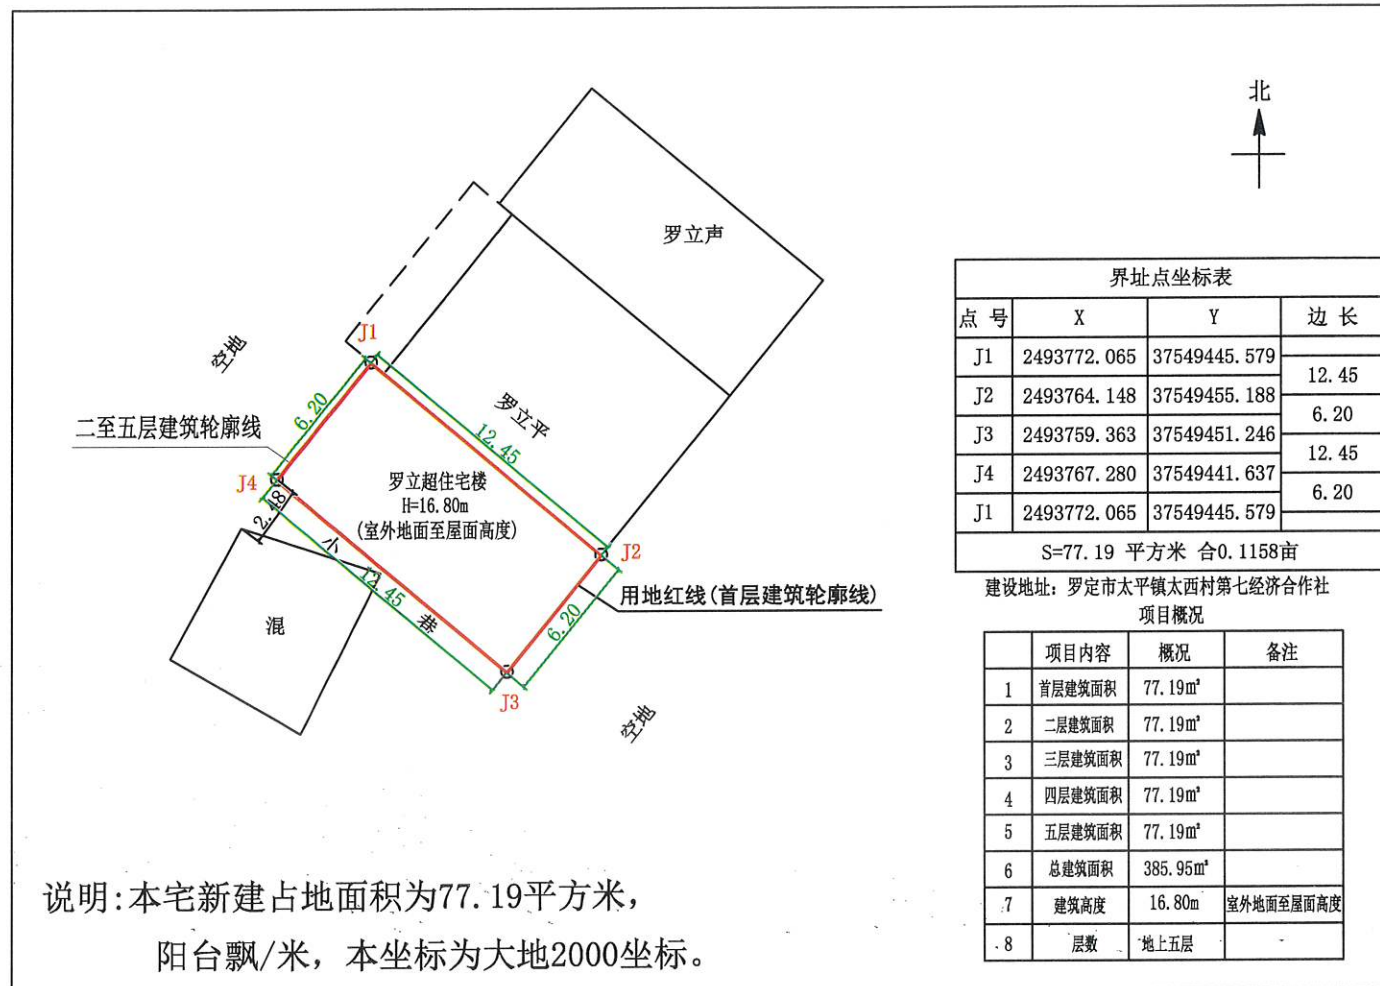 北
罗立声
界址点坐标表
点 号 X Y 边 长
J1 2493772.065 37549445.579
12.45
J2 2493764.148 37549455.188
6.20
J3 2493759.363 37549451.246
12.45
J4 2493767.280 37549441.637
6.20
J1 2493772.065 37549445.579
S=77.19 平方米 合0.1158亩
建设地址: 罗定市太平镇太西村第七经济合作社
项目概况
项目内容 概况 备注
1 首层建筑面积 77.19m²
2 二层建筑面积 77.19m²
3 三层建筑面积 77.19m²
4 四层建筑面积 77.19m²
5 五层建筑面积 77.19m²
6 总建筑面积 385.95m²
7 建筑高度 16.80m 室外地面至屋面高度
8 层数 地上五层
J1
空地
6.20
罗立平
12.45
二至五层建筑轮廓线
J4
罗立超住宅楼
H=16.80m
(室外地面至屋面高度)
2.48
小巷
12.45
J2
用地红线(首层建筑轮廓线)
6.20
混
J3
空地
说明:本宅新建占地面积为77.19平方米，
阳台飘/米，本坐标为大地2000坐标。